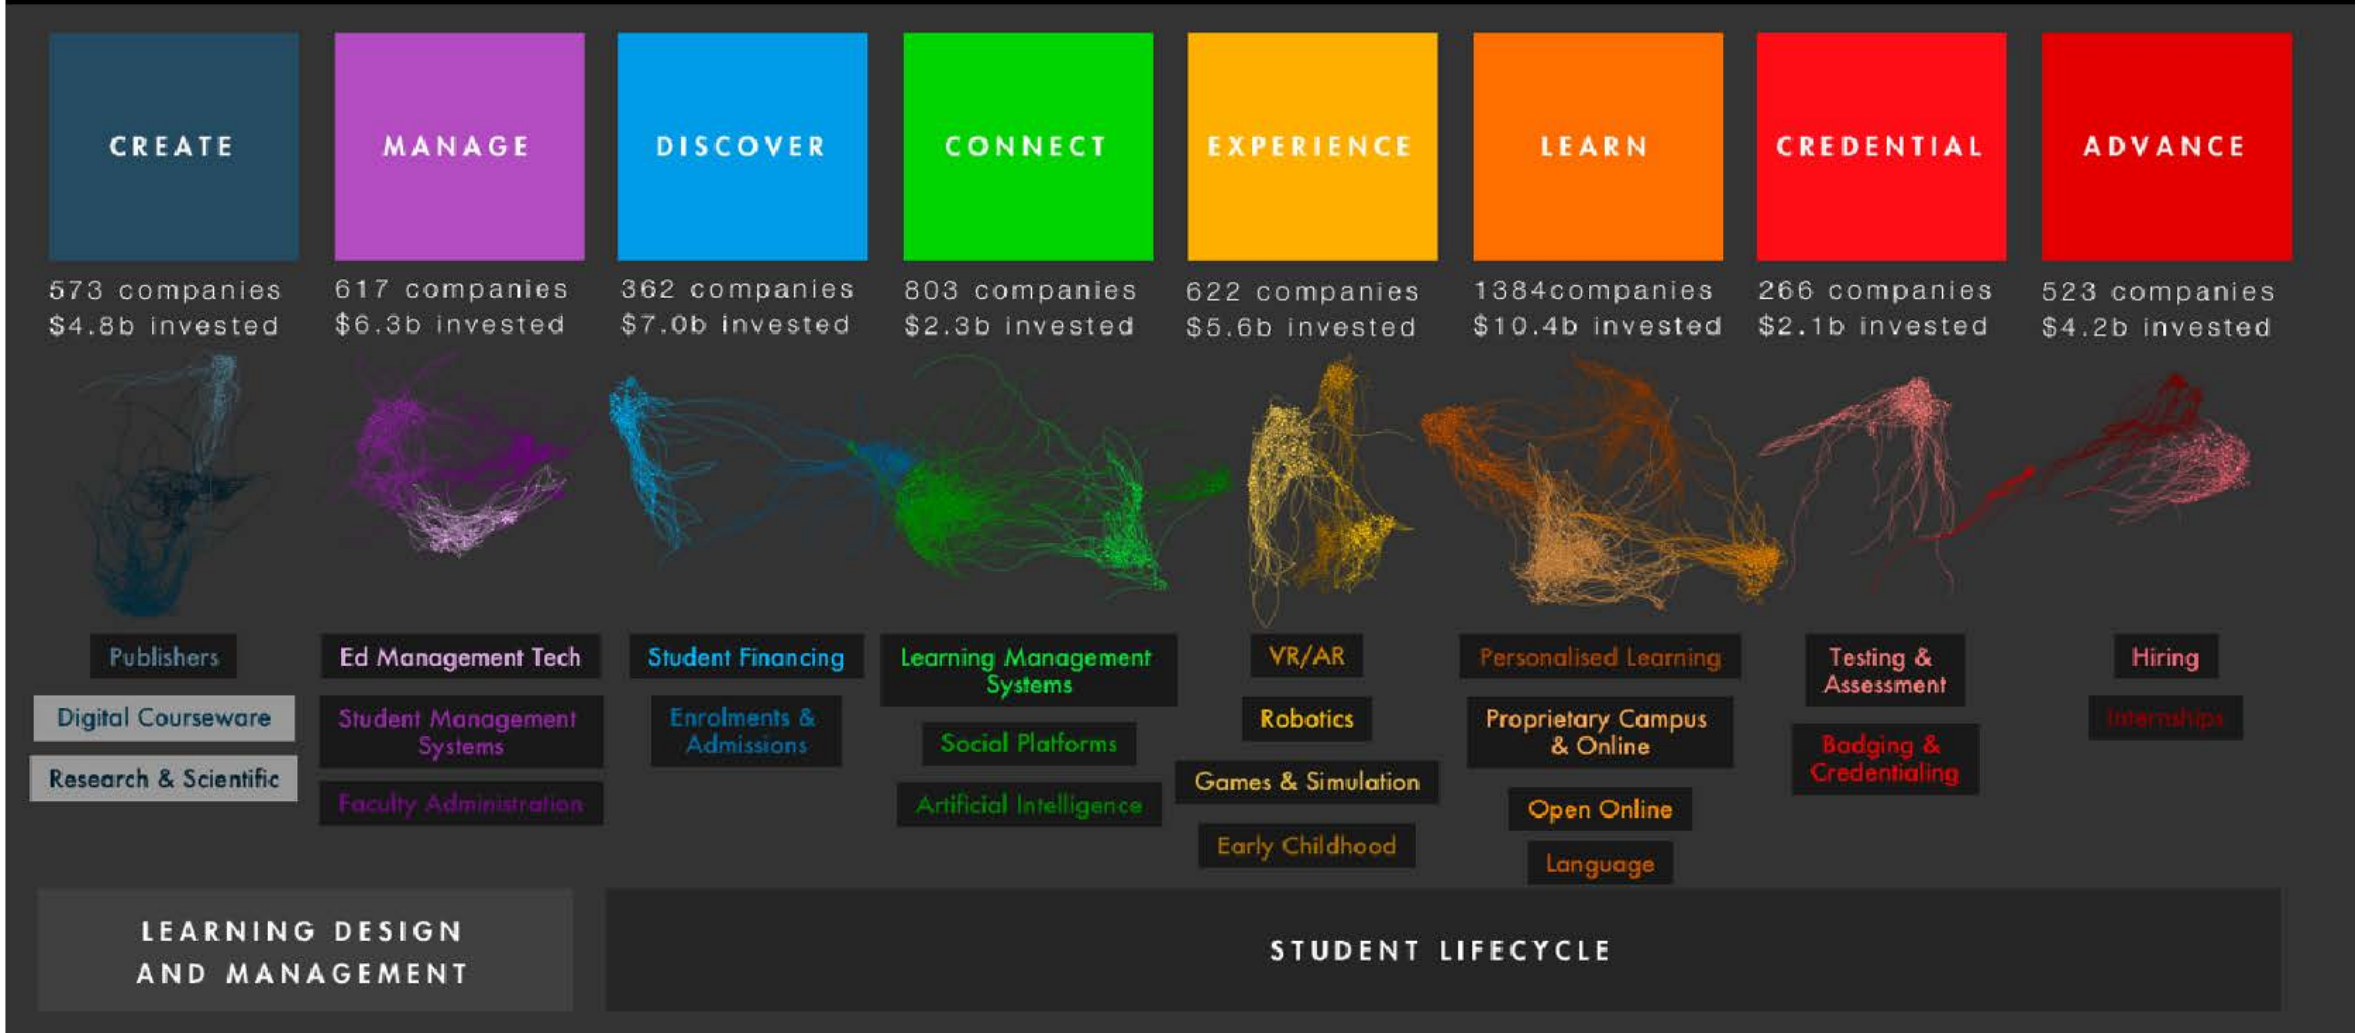 CREATE
MANAGE
DISCOVER
CONNECT
EXPERIENCE
LEARN
CREDENTIAL
ADVANCE
573 companies
$4.8b invested
617 companies
$6.3b invested
362 companies
$7.0b invested
803 companies
$2.3b invested
622 companies
$5.6b invested
1384companies
$10.4b invested
266 companies
$2.1b invested
523 companies
$4.2b invested
Publishers
Digital Courseware
Research & Scientific
Ed Management Tech
Student Management
Systems
Faculty Administration
Student Financing
Enrolments &
Admissions
Learning Management
Systems
Social Platforms
Artificial Intelligence
VR/AR
Robotics
Games & Simulation
Early Childhood
Personalised Learning
Proprietary Campus
& Online
Open Online
Language
Testing &
Assessment
Badging &
Credentialing
Hiring
Internships
LEARNING DESIGN
AND MANAGEMENT
STUDENT LIFECYCLE